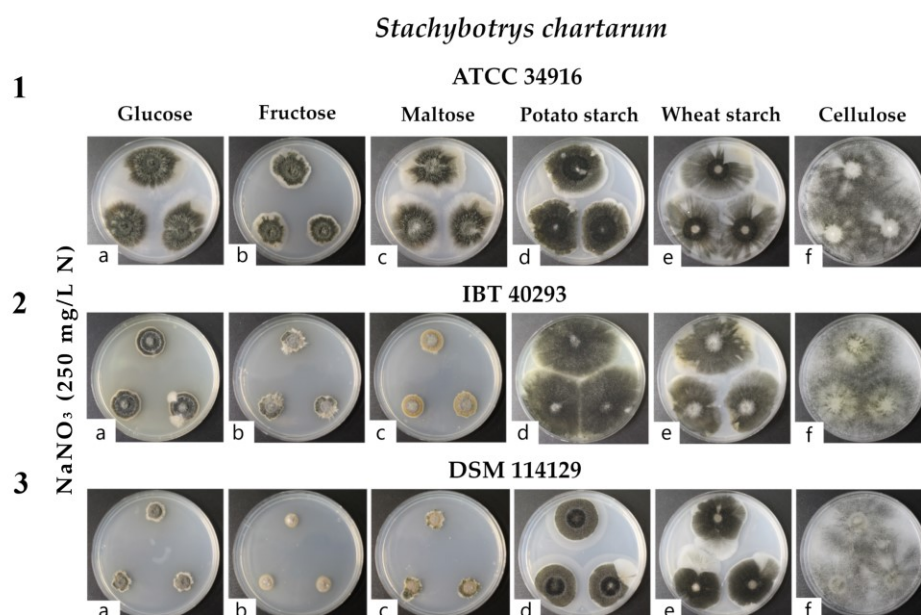 Stachybotrys chartarum
1
ATCC 34916
Glucose Fructose Maltose Potato starch Wheat starch Cellulose
a b c d e f
NaNO₃ (250 mg/L N)
2
IBT 40293
a b c d e f
3
DSM 114129
a b c d e f